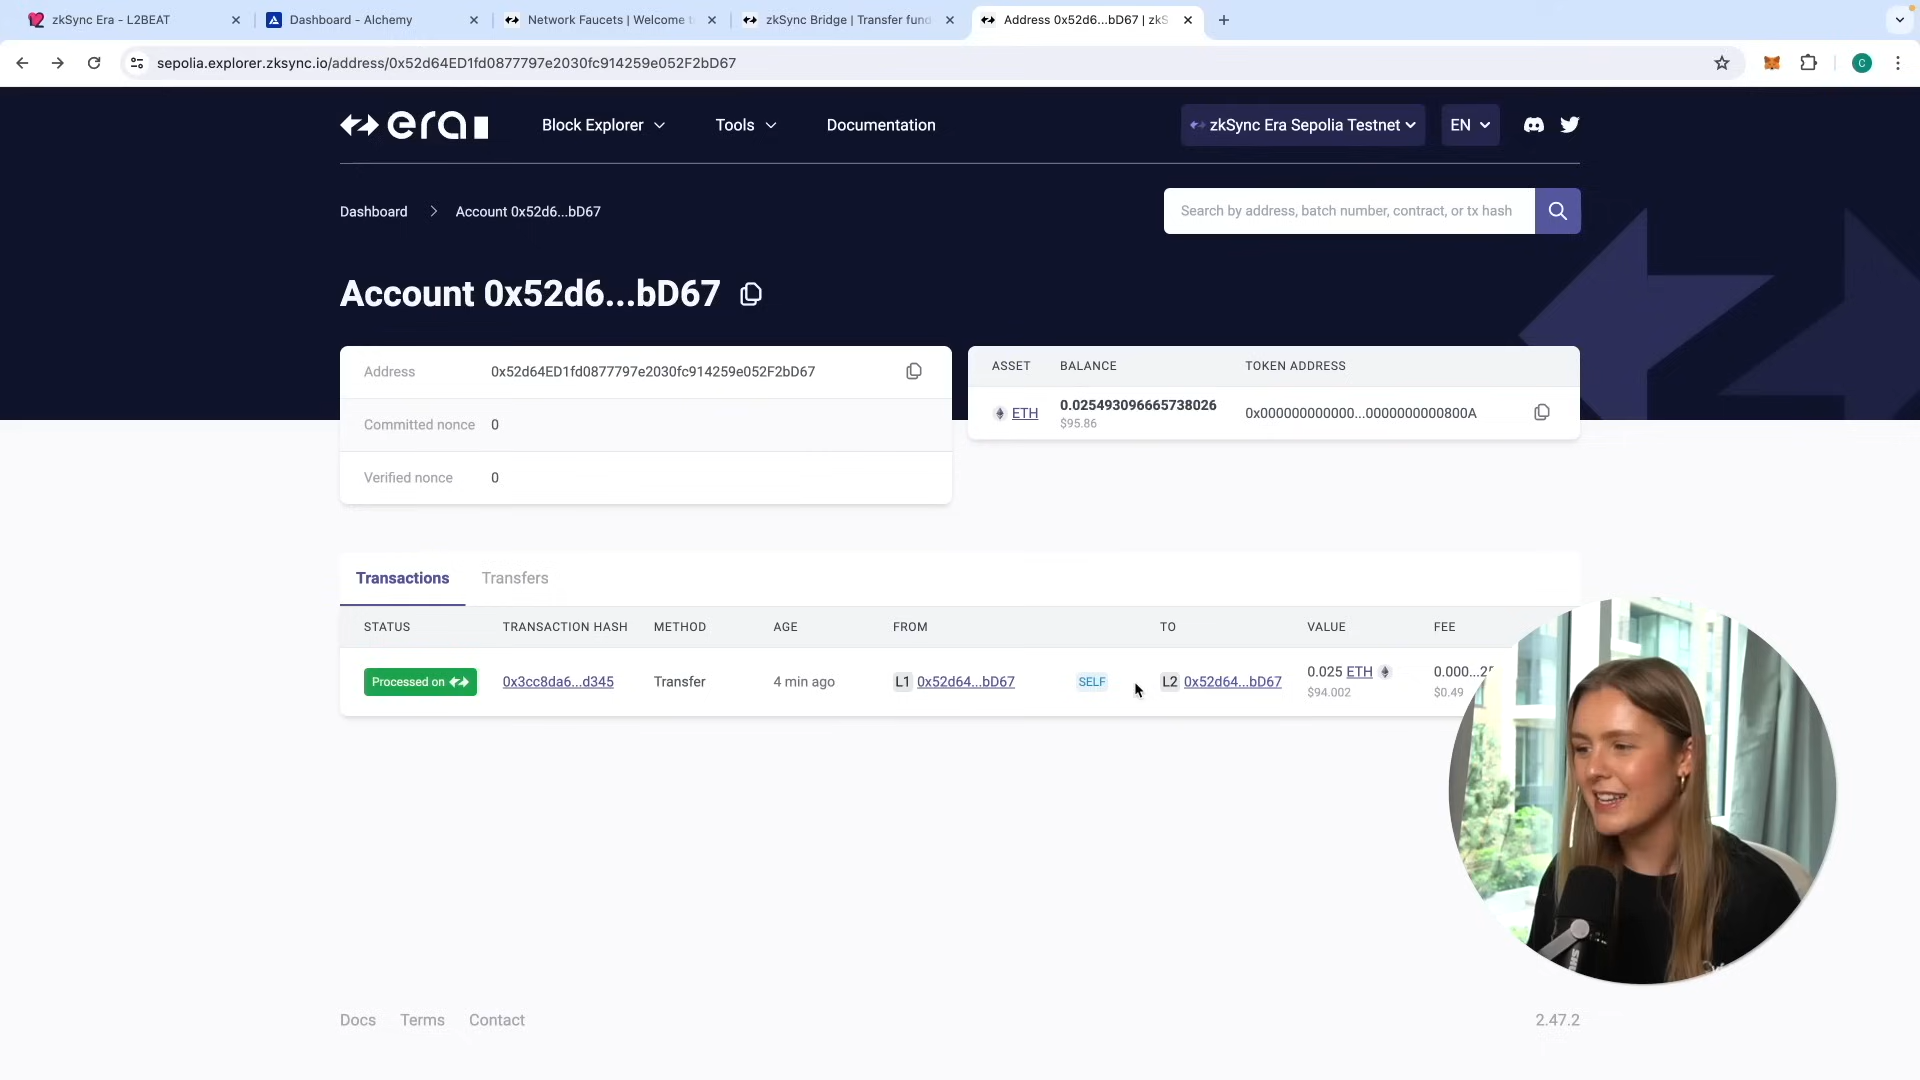 zkSync Era - L2BEAT
Dashboard - Alchemy
Network Faucets | Welcome t
zkSync Bridge | Transfer fund
Address 0x52d6...bD67 | zkS
sepolia.explorer.zksync.io/address/0x52d64ED1fd0877797e2030fc914259e052F2bD67
C
era
Block Explorer
Tools
Documentation
zkSync Era Sepolia Testnet
EN
Dashboard
Account 0x52d6...bD67
Search by address, batch number, contract, or tx hash
Account 0x52d6...bD67
Address 0x52d64ED1fd0877797e2030fc914259e052F2bD67
Committed nonce 0
Verified nonce 0
ASSET BALANCE TOKEN ADDRESS
ETH 0.025493096665738026 0x000000000000...0000000000800A
$95.86
Transactions Transfers
STATUS TRANSACTION HASH METHOD AGE FROM TO VALUE FEE
Processed on 0x3cc8da6...d345 Transfer 4 min ago L1 0x52d64...bD67 SELF L2 0x52d64...bD67 0.025 ETH 0.000...25
$94.002 $0.49
Docs Terms Contact
2.47.2